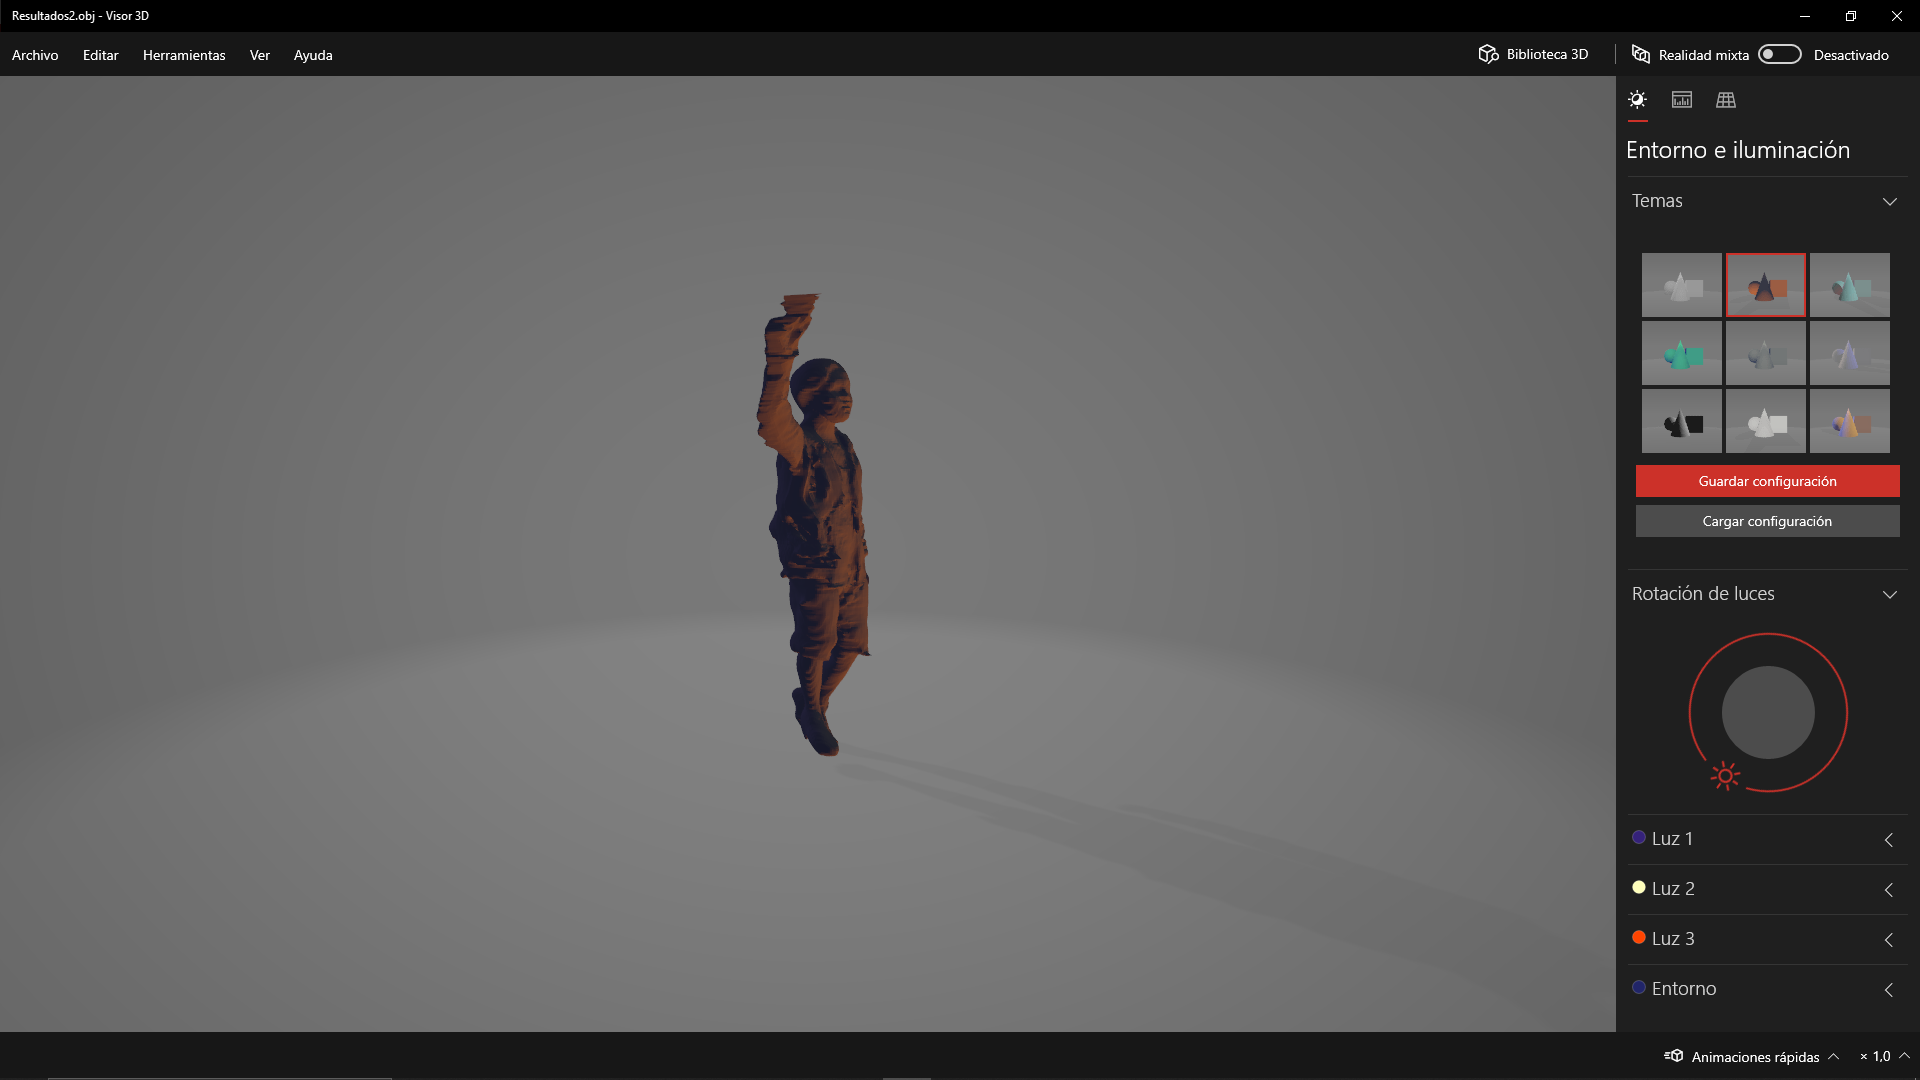 Resultados2.obj - Visor 3D
Archivo Editar Herramientas Ver Ayuda
Biblioteca 3D
Realidad mixta
Desactivado
Entorno e iluminación
Temas
Guardar configuración
Cargar configuración
Rotación de luces
Luz 1
Luz 2
Luz 3
Entorno
Animaciones rápidas
× 1,0